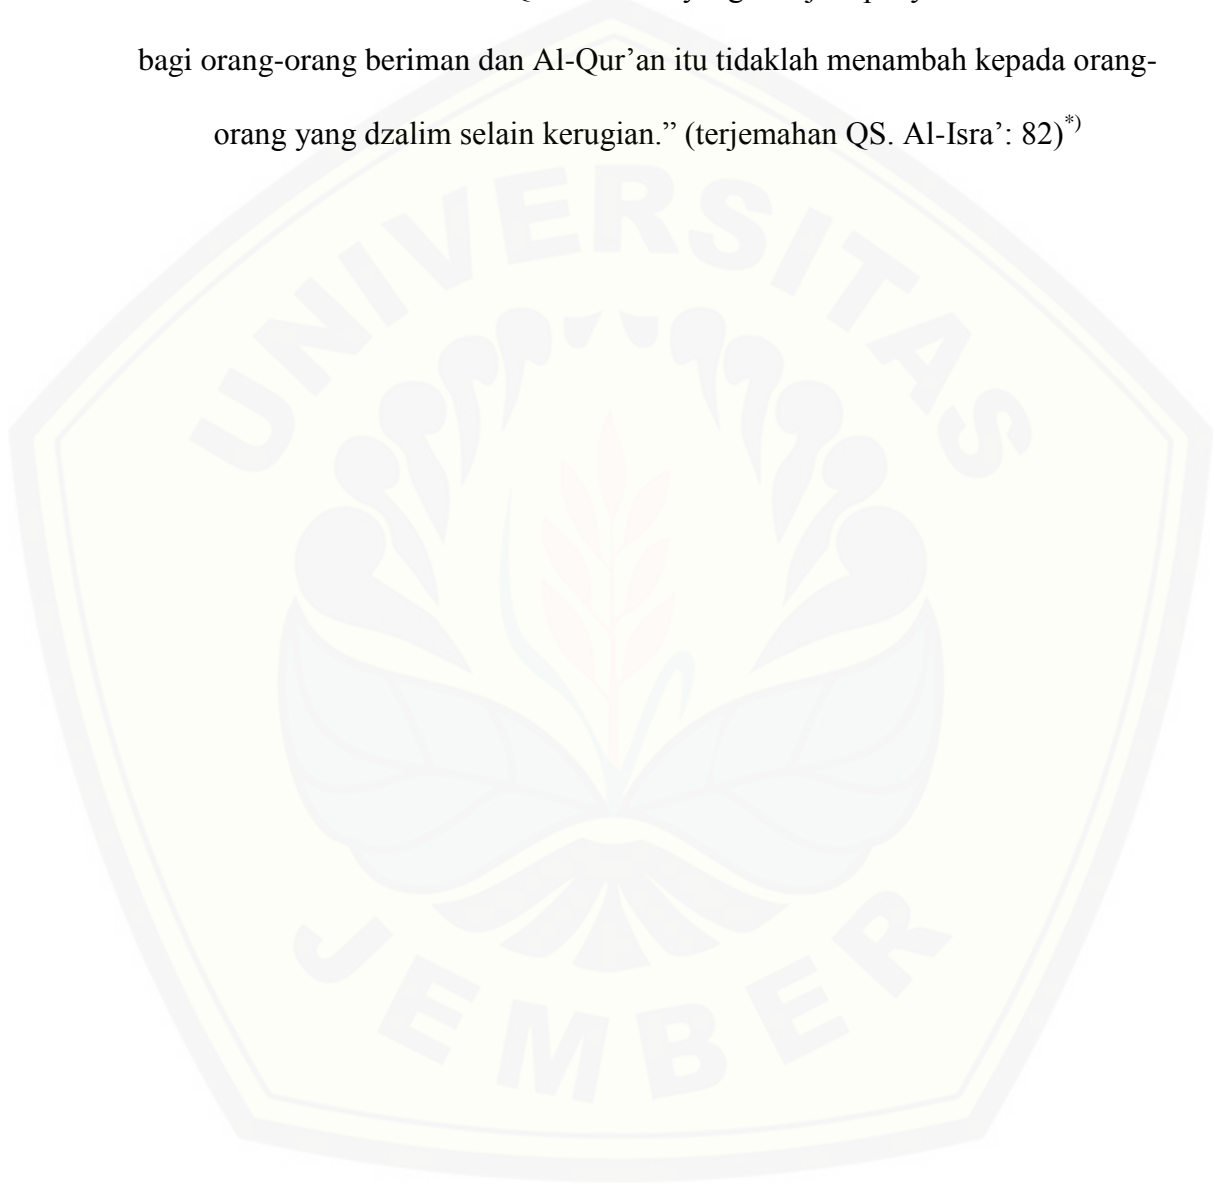 bagi orang-orang beriman dan Al-Qur’an itu tidaklah menambah kepada orang-
orang yang dzalim selain kerugian.” (terjemahan QS. Al-Isra’: 82)*)
UNIVERSITAS
JEMBER